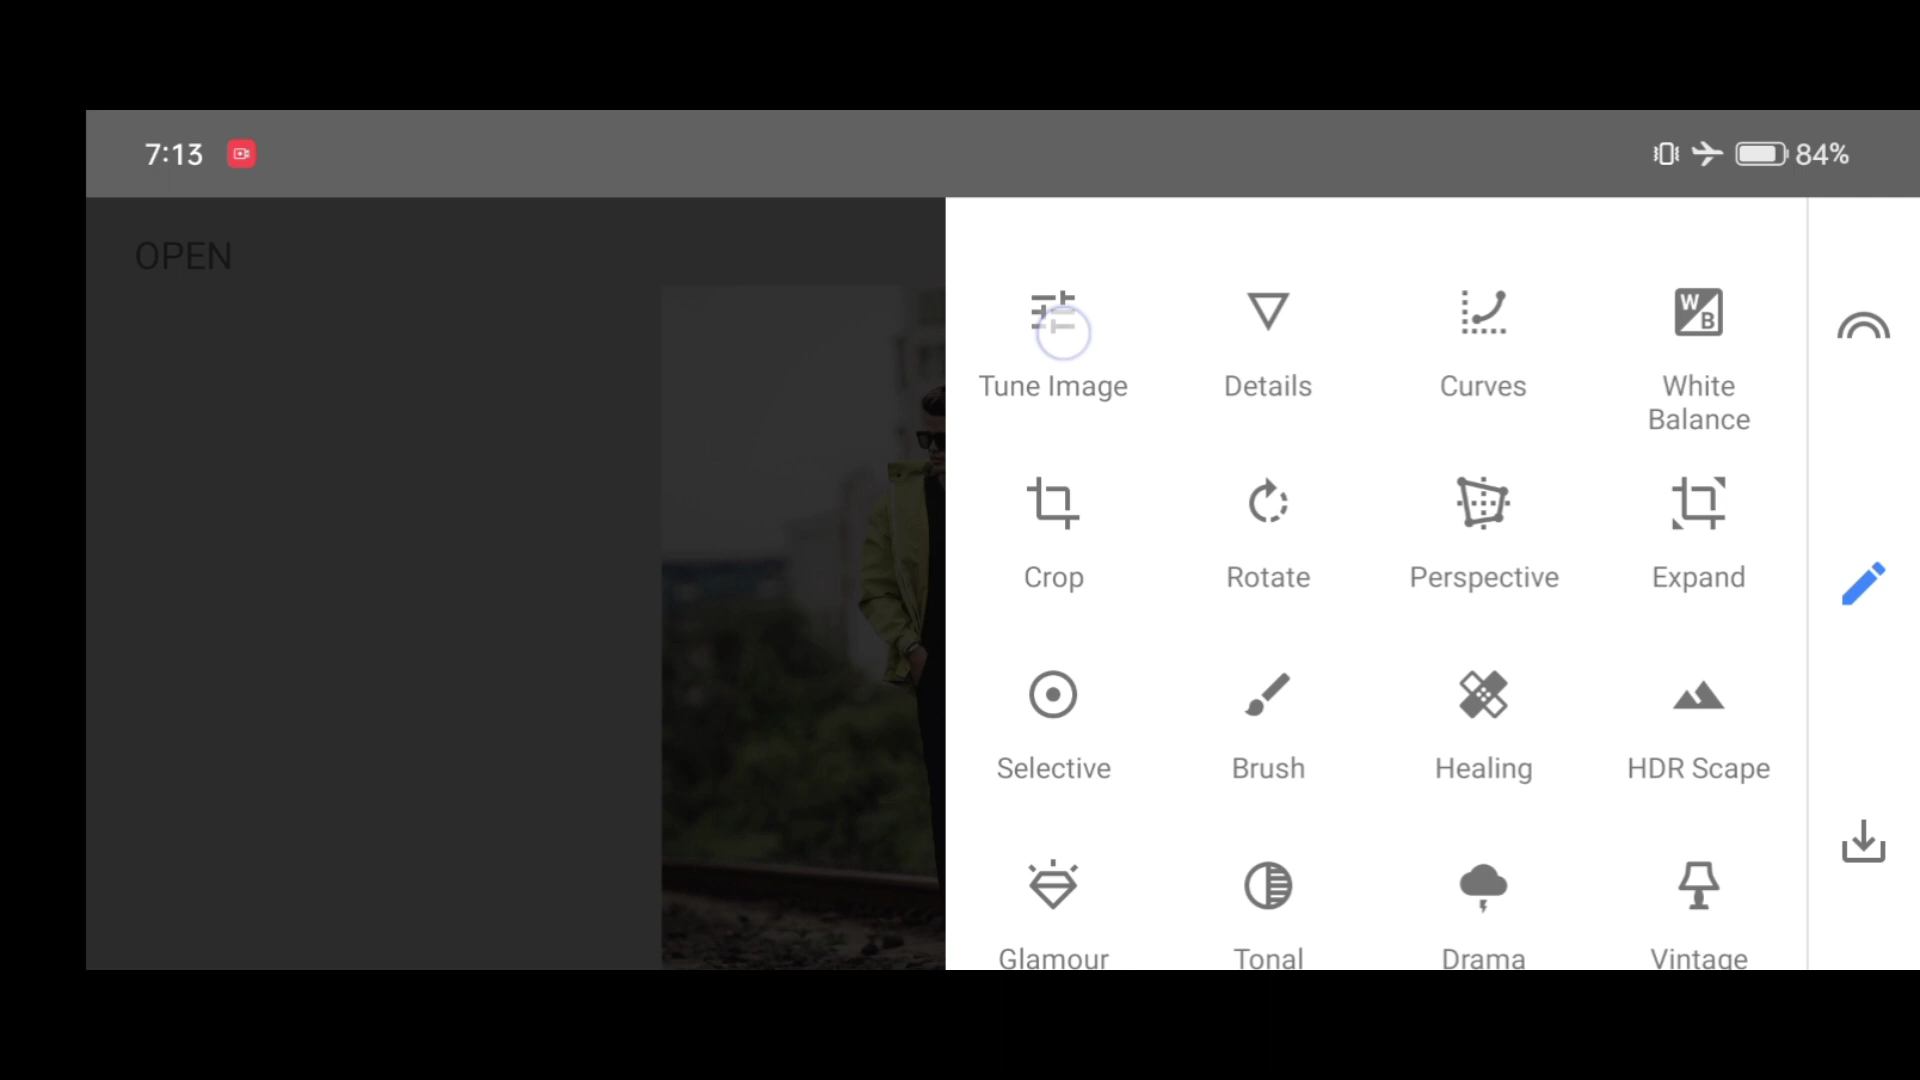 7:13
84%
OPEN
Tune Image
Details
Curves
White
Balance
Crop
Rotate
Perspective
Expand
Selective
Brush
Healing
HDR Scape
Glamour
Tonal
Drama
Vintage